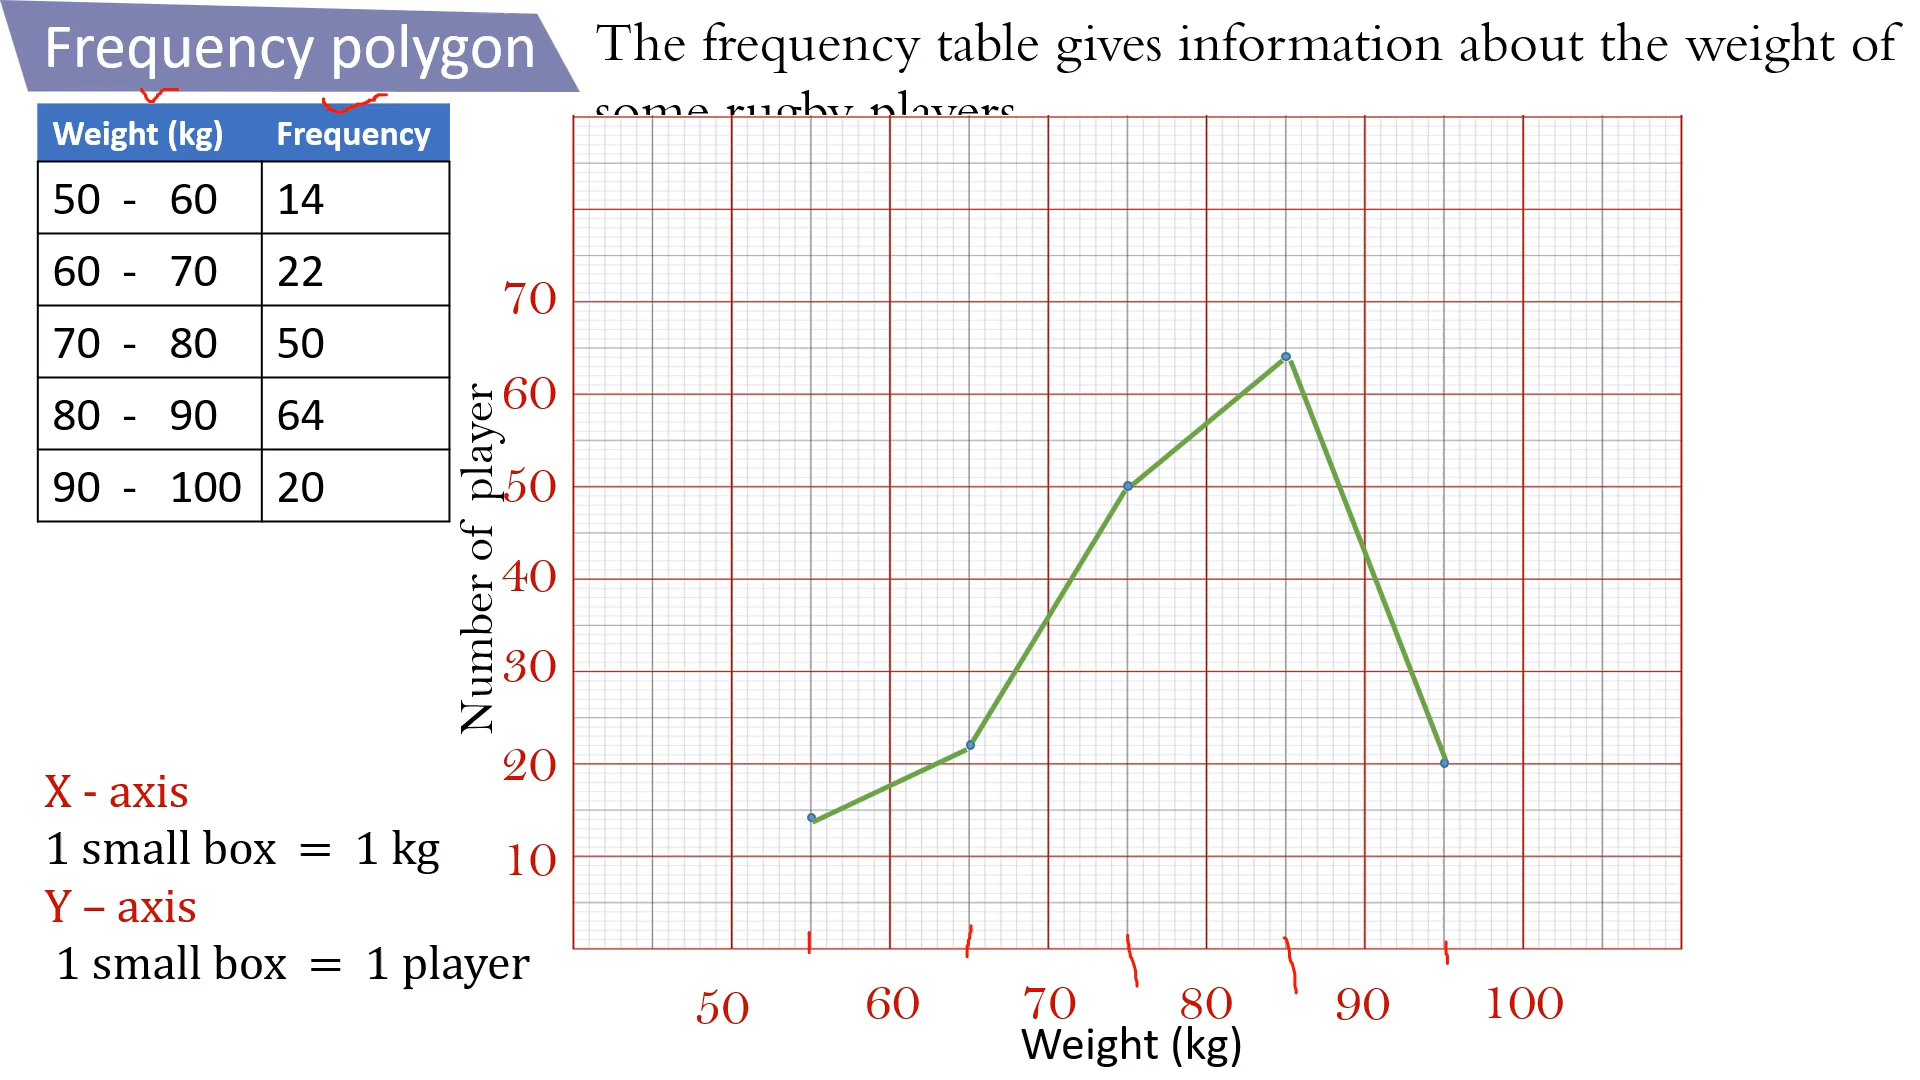 Frequency polygon
The frequency table gives information about the weight of
some rugby players
Weight (kg) Frequency
50 - 60 14
60 - 70 22
70 - 80 50
80 - 90 64
90 - 100 20
X - axis
1 small box = 1 kg
Y – axis
1 small box = 1 player
Number of player
70
60
50
40
30
20
10
50 60 70 80 90 100
Weight (kg)